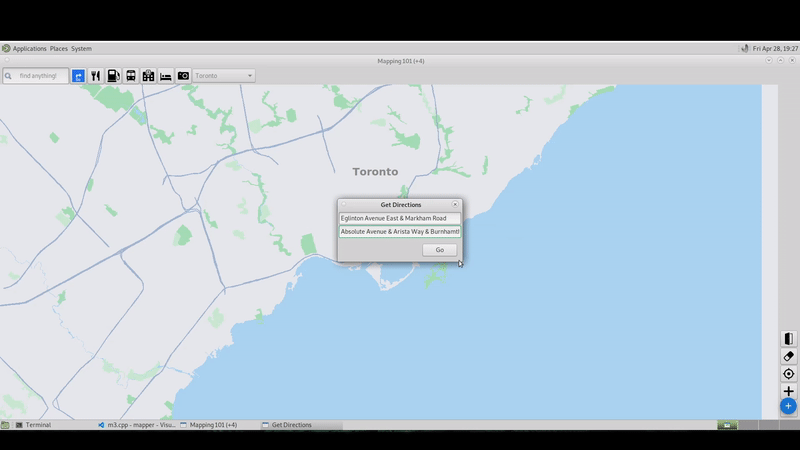 Applications Places System
Fri Apr 28, 19:27
Mapping 101 (+4)
find anything!
Toronto
Toronto
Get Directions
Eglinton Avenue East & Markham Road
Absolute Avenue & Arista Way & Burnhamt
Go
Terminal
m3.cpp - mapper - Visu...
Mapping 101 (+4)
Get Directions